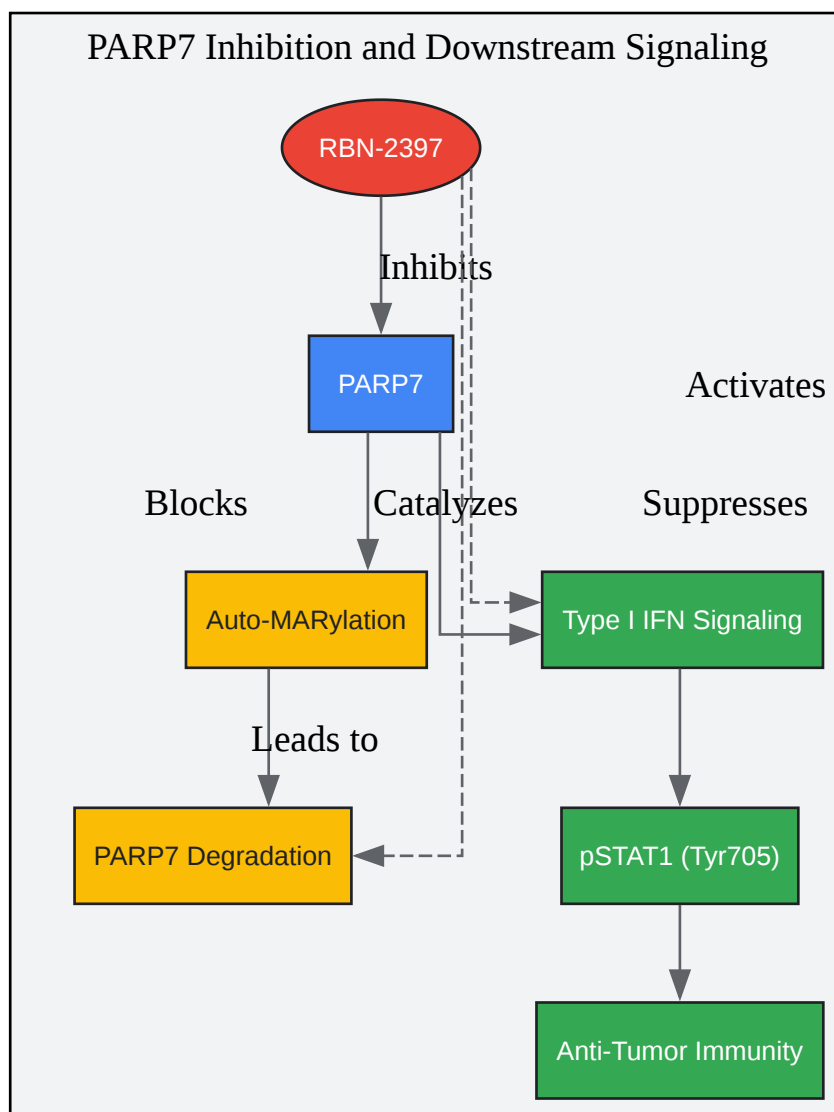 PARP7 Inhibition and Downstream Signaling
RBN-2397
Inhibits
PARP7
Activates
Blocks
Catalyzes
Suppresses
Auto-MARylation
Type I IFN Signaling
Leads to
PARP7 Degradation
pSTAT1 (Tyr705)
Anti-Tumor Immunity